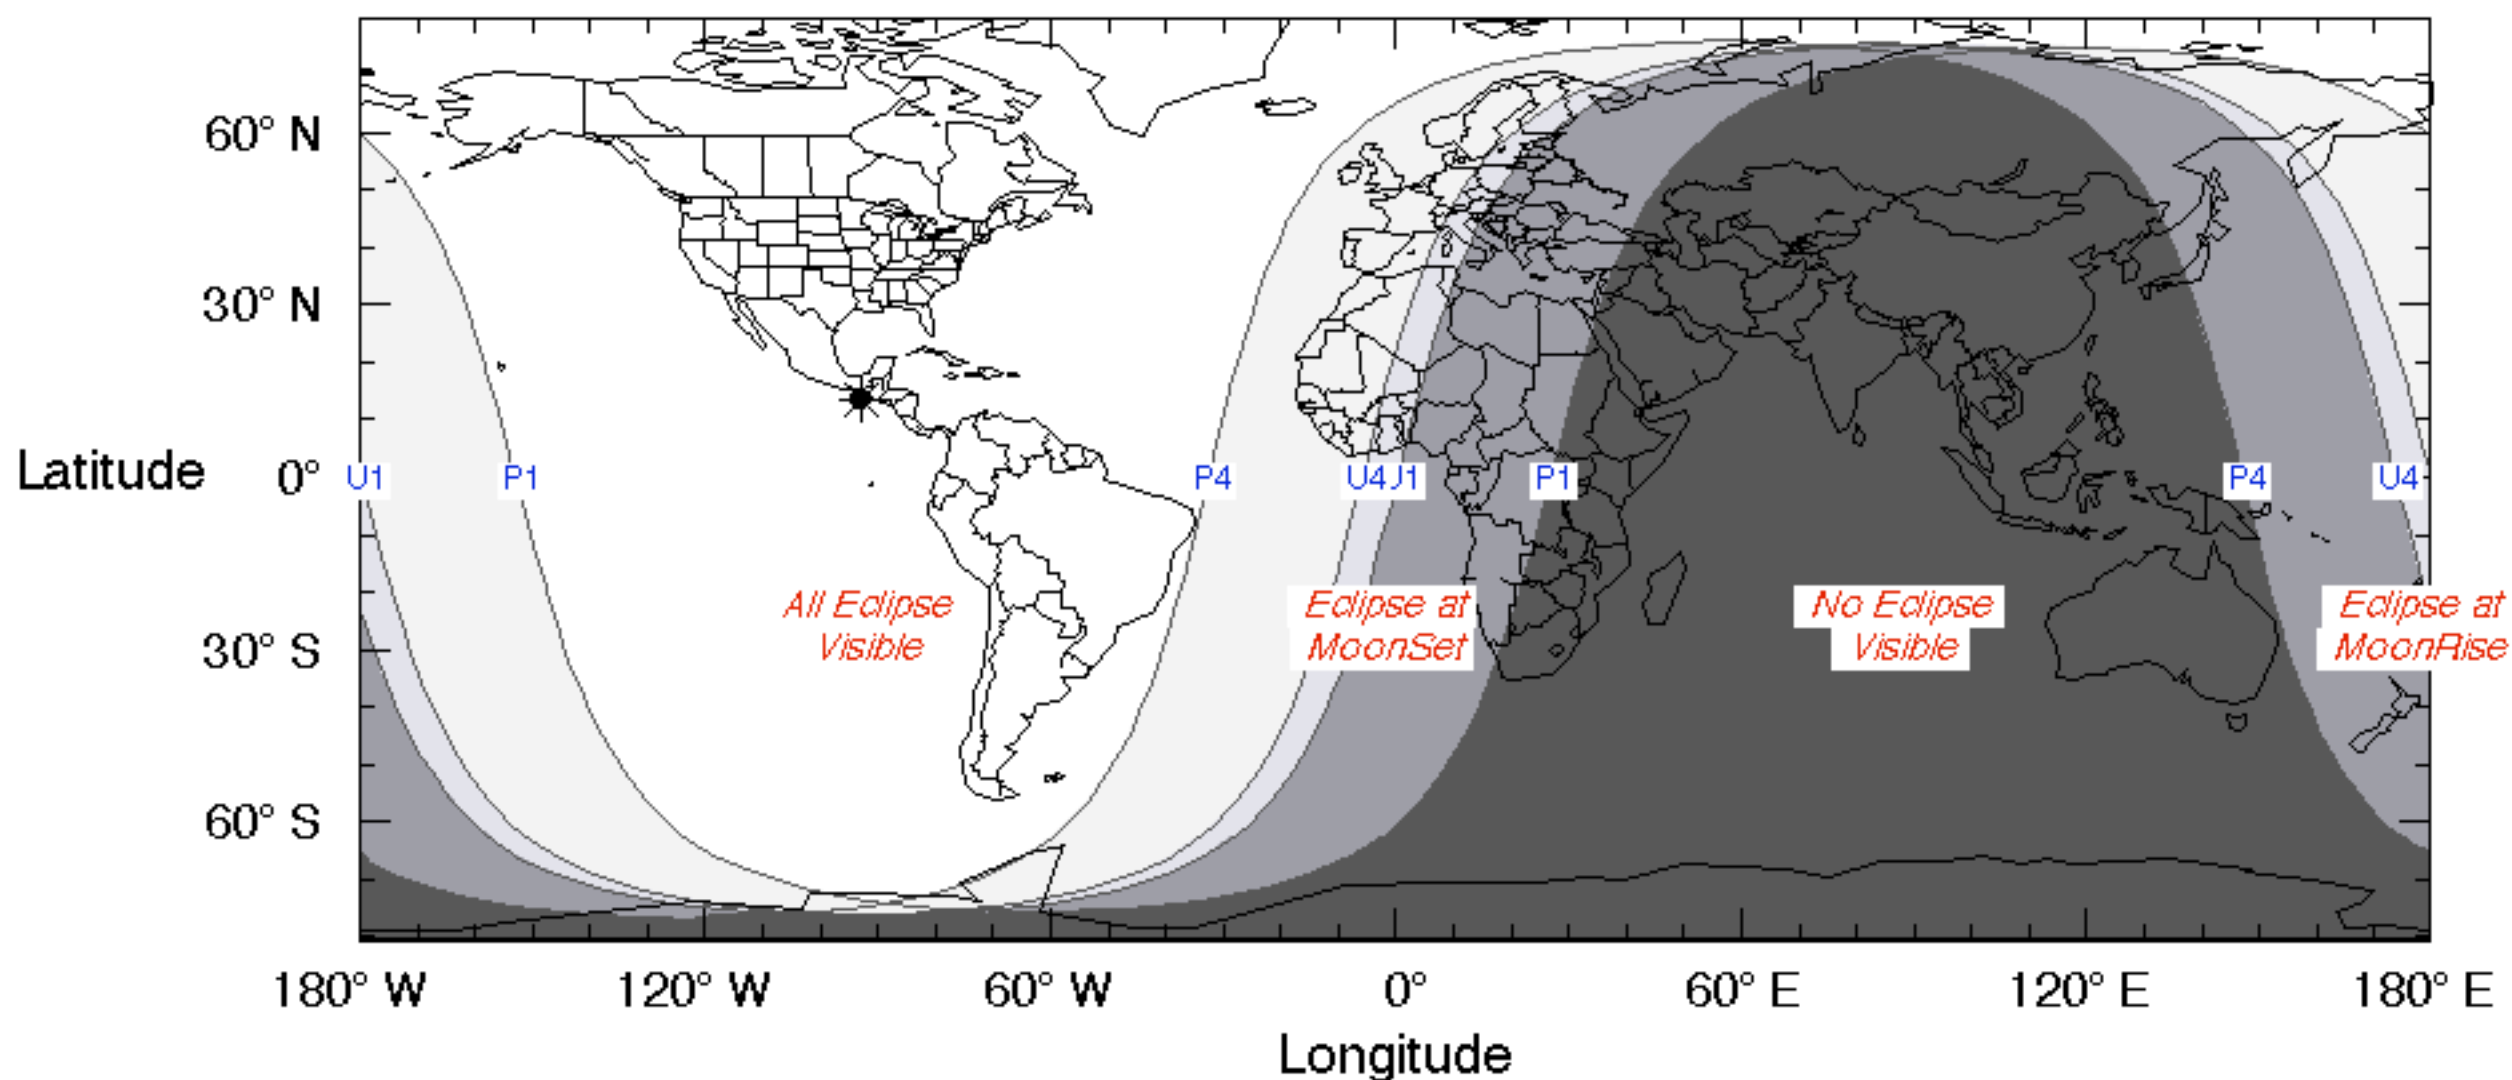 60° N
30° N
Latitude
0°
U1
P1
P4
U4
J1
P1
P4
U4
All Eclipse
Visible
Eclipse at
MoonSet
No Eclipse
Visible
Eclipse at
MoonRise
30° S
60° S
180° W
120° W
60° W
0°
60° E
120° E
180° E
Longitude